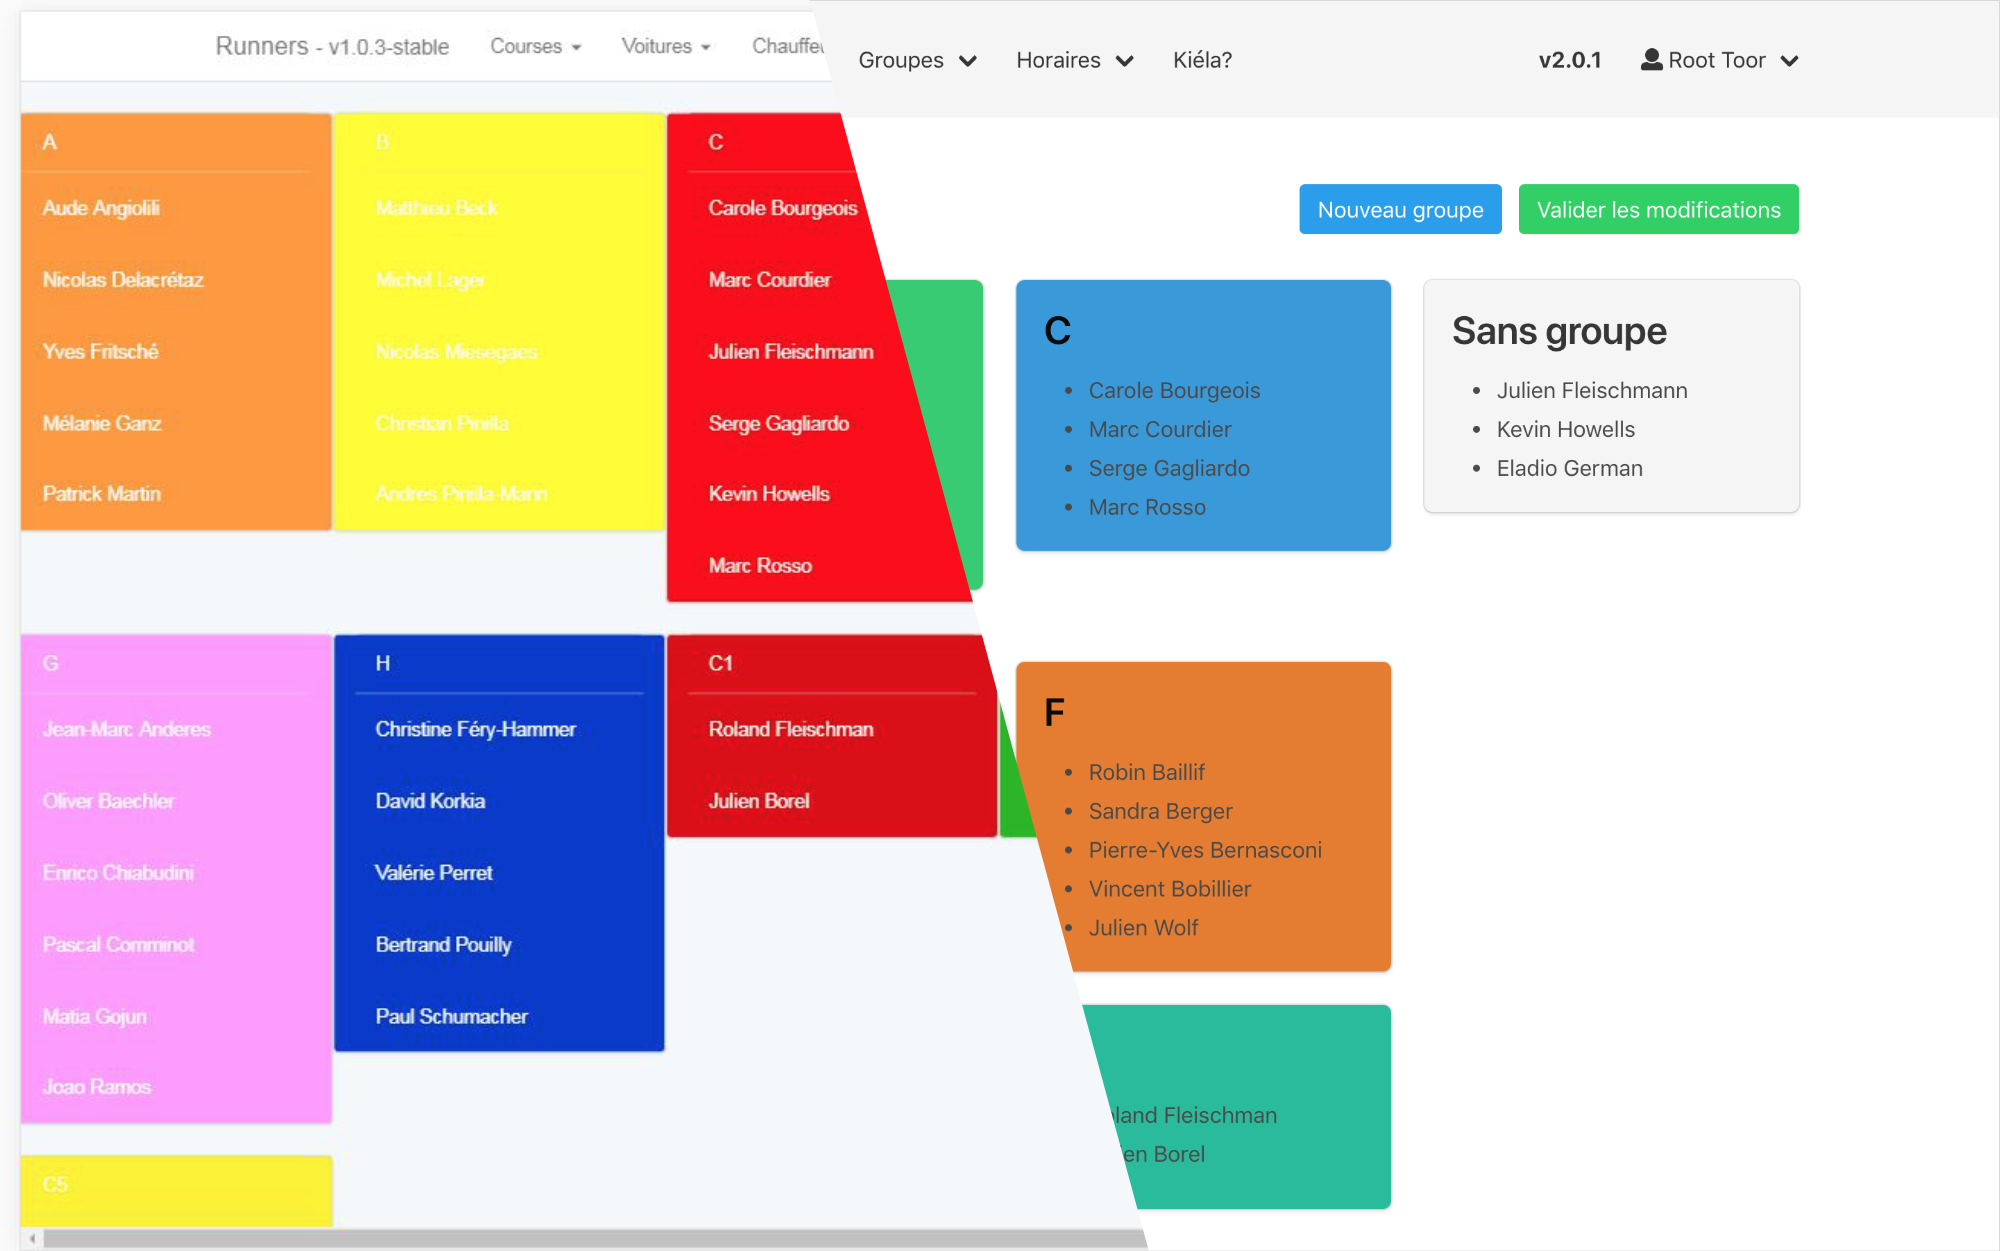 Runners - v1.0.3-stable
Courses
Voitures
Chauffeu
Groupes
Horaires
Kiéla?
v2.0.1
Root Toor
Nouveau groupe
Valider les modifications
A
Aude Angiolili
Nicolas Delacrétaz
Yves Fritsché
Mélanie Ganz
Patrick Martin
B
Matthieu Beck
Michel Lager
Nicolas Miesegaes
Christian Pinilla
Andres Pinilla-Marin
C
Carole Bourgeois
Marc Courdier
Julien Fleischmann
Serge Gagliardo
Kevin Howells
Marc Rosso
C
Carole Bourgeois
Marc Courdier
Serge Gagliardo
Marc Rosso
Sans groupe
Julien Fleischmann
Kevin Howells
Eladio German
G
Jean-Marc Anderes
Oliver Baechler
Enrico Chiabudini
Pascal Comminot
Matia Gojun
Joao Ramos
H
Christine Féry-Hammer
David Korkia
Valérie Perret
Bertrand Pouilly
Paul Schumacher
C1
Roland Fleischman
Julien Borel
F
Robin Baillif
Sandra Berger
Pierre-Yves Bernasconi
Vincent Bobillier
Julien Wolf
land Fleischman
en Borel
C5